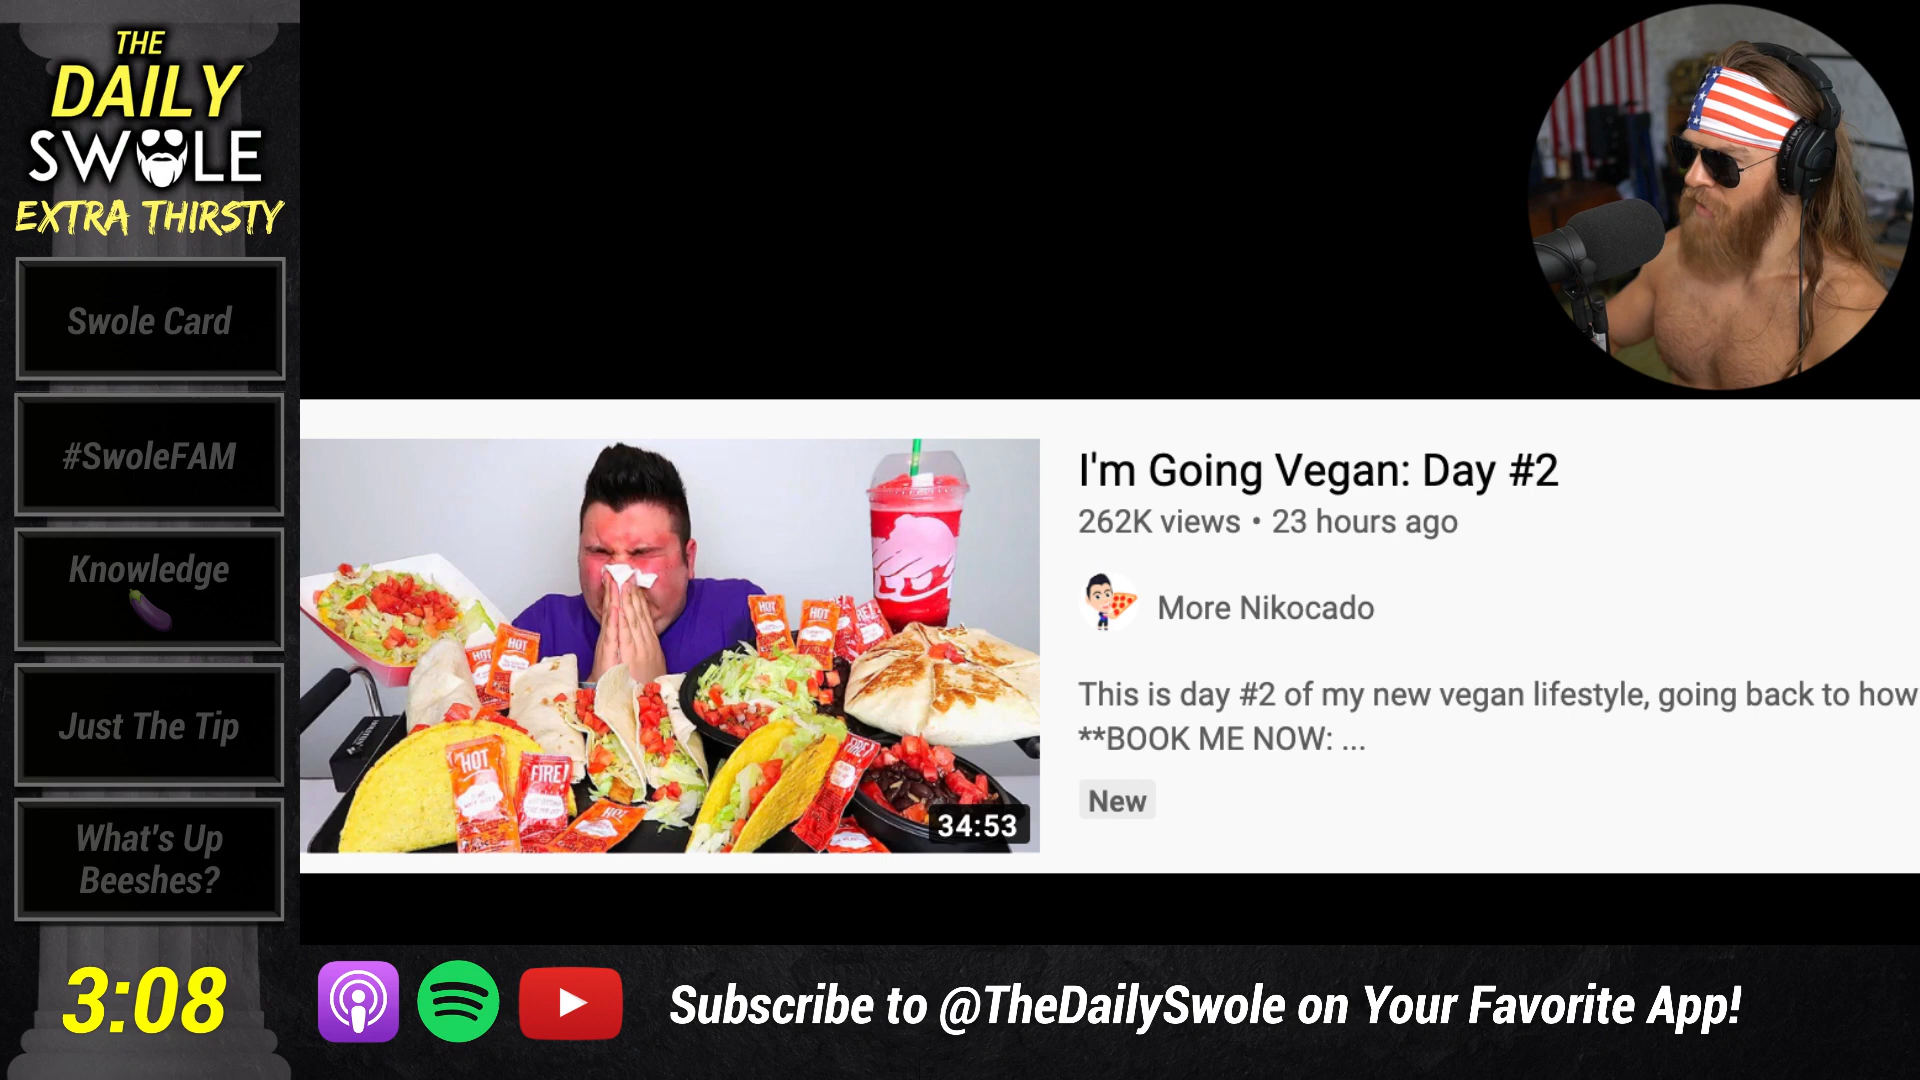 THE
DAILY
SWOLE
EXTRA THIRSTY
Swole Card
#SwoleFAM
Knowledge
Just The Tip
What's Up
Beeshes?
3:08
I'm Going Vegan: Day #2
262K views • 23 hours ago
More Nikocado
This is day #2 of my new vegan lifestyle, going back to how
**BOOK ME NOW: ...
New
HOT
HOT
HOT
HOT
HOT
FIRE!
HOT
FIRE!
34:53
Subscribe to @TheDailySwole on Your Favorite App!